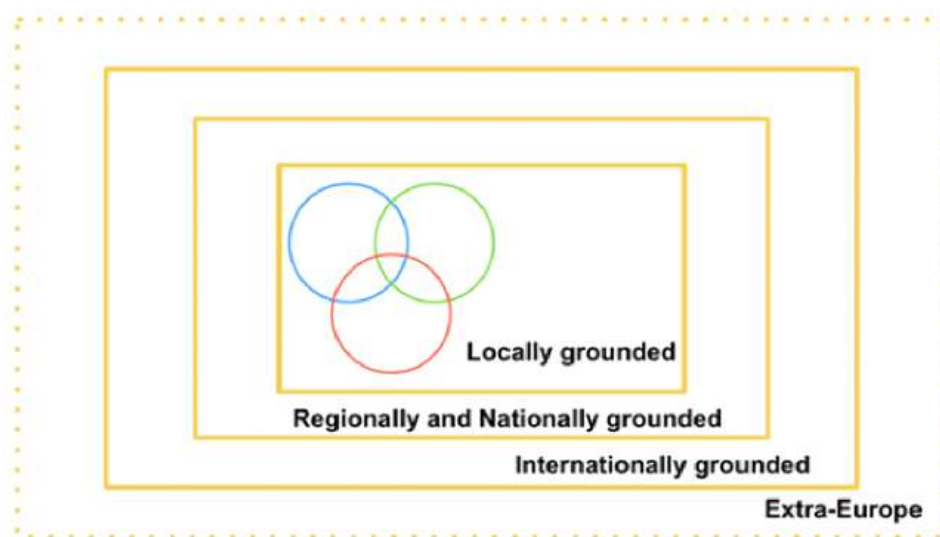 Locally grounded
Regionally and Nationally grounded
Internationally grounded
Extra-Europe